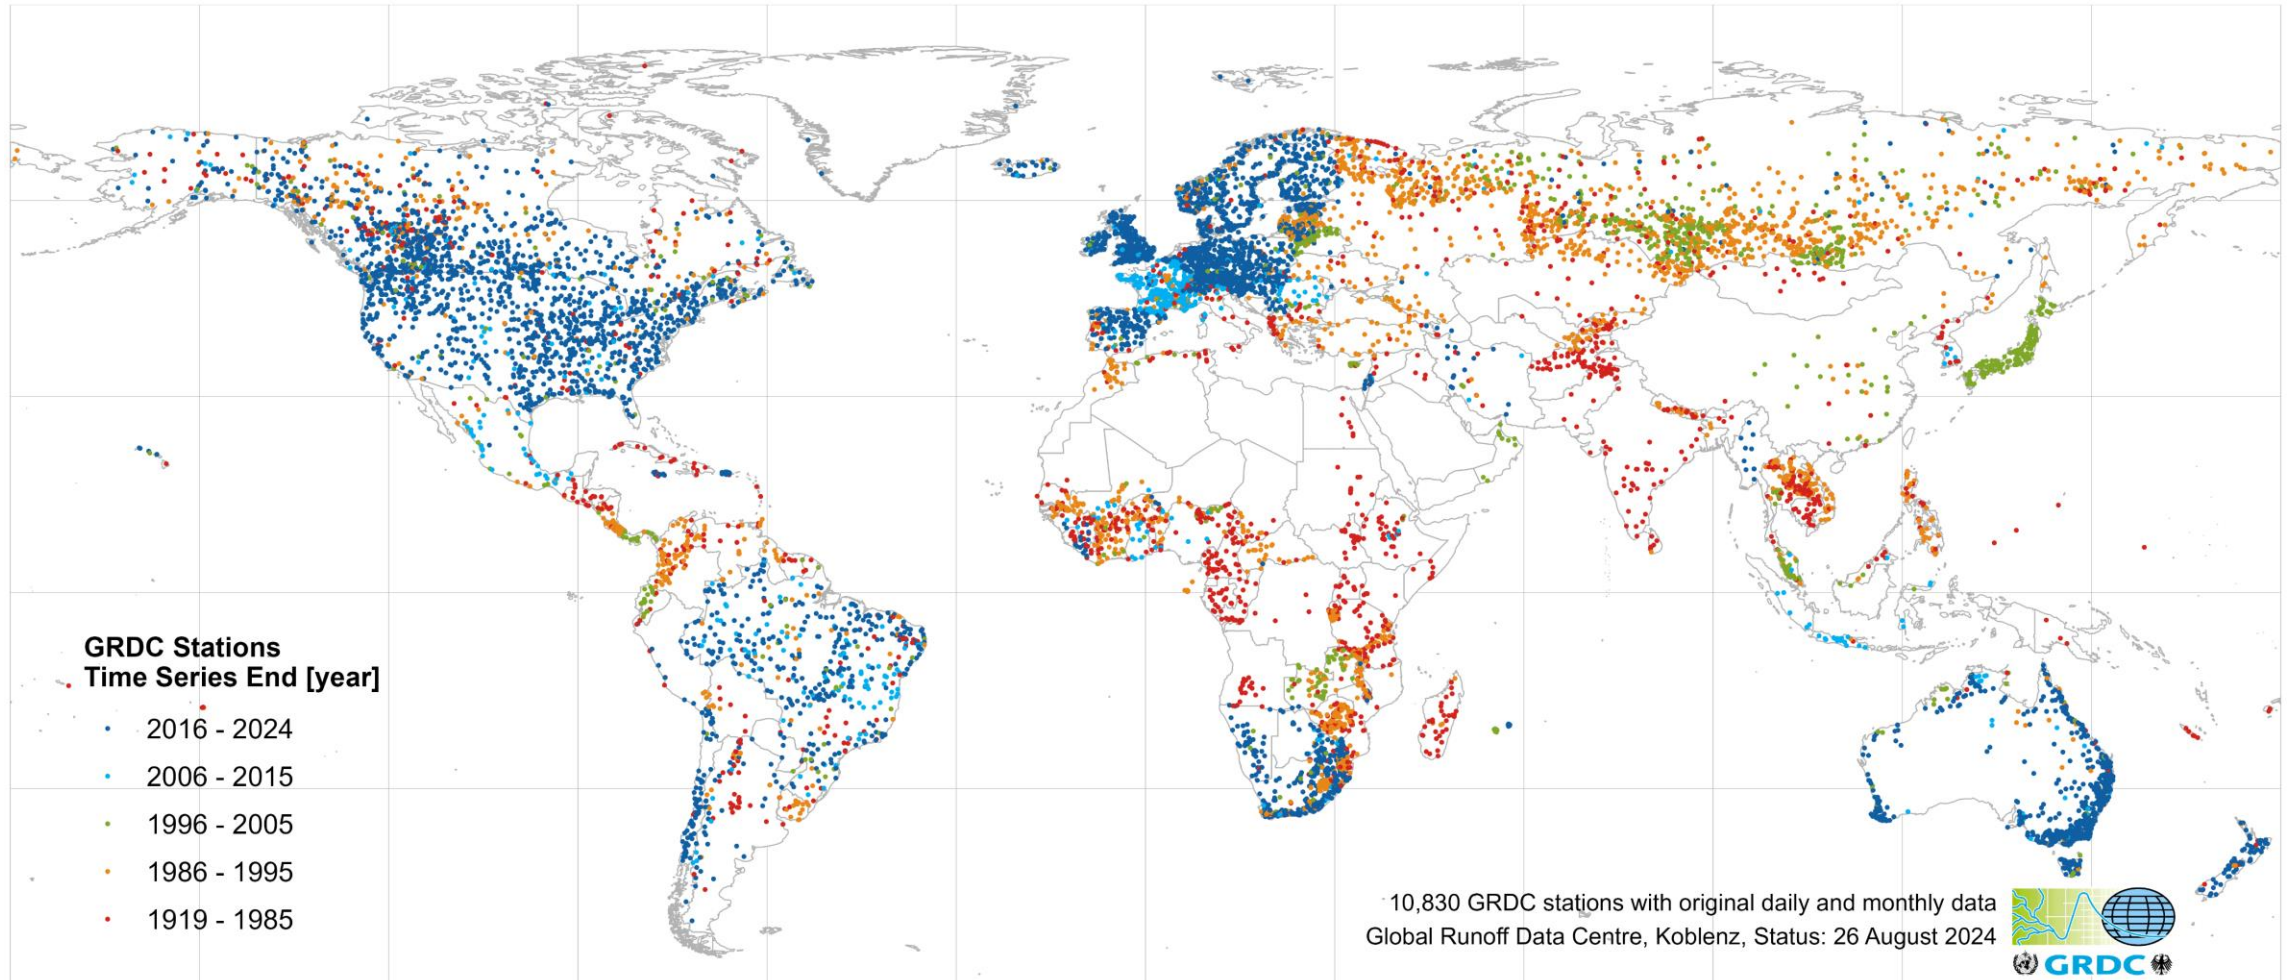 GRDC Stations
Time Series End [year]
2016 - 2024
2006 - 2015
1996 - 2005
1986 - 1995
1919 - 1985
10,830 GRDC stations with original daily and monthly data
Global Runoff Data Centre, Koblenz, Status: 26 August 2024
GRDC